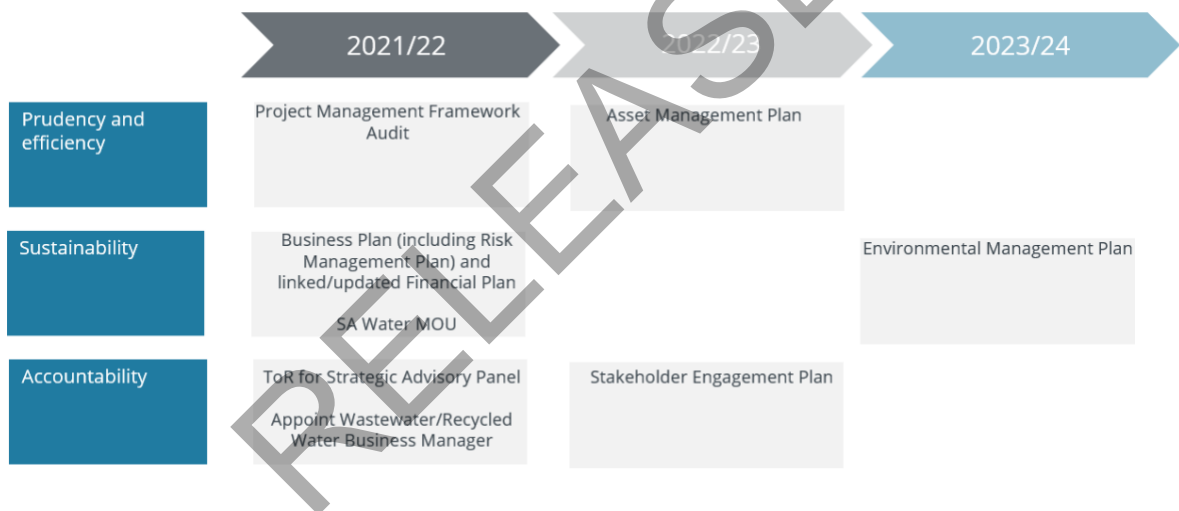 2021/22
2022/23
2023/24
Prudency and
efficiency
Project Management Framework
Audit
Asset Management Plan
Sustainability
Business Plan (including Risk
Management Plan) and
linked/updated Financial Plan
SA Water MOU
Environmental Management Plan
Accountability
ToR for Strategic Advisory Panel
Appoint Wastewater/Recycled
Water Business Manager
Stakeholder Engagement Plan
RELEASE